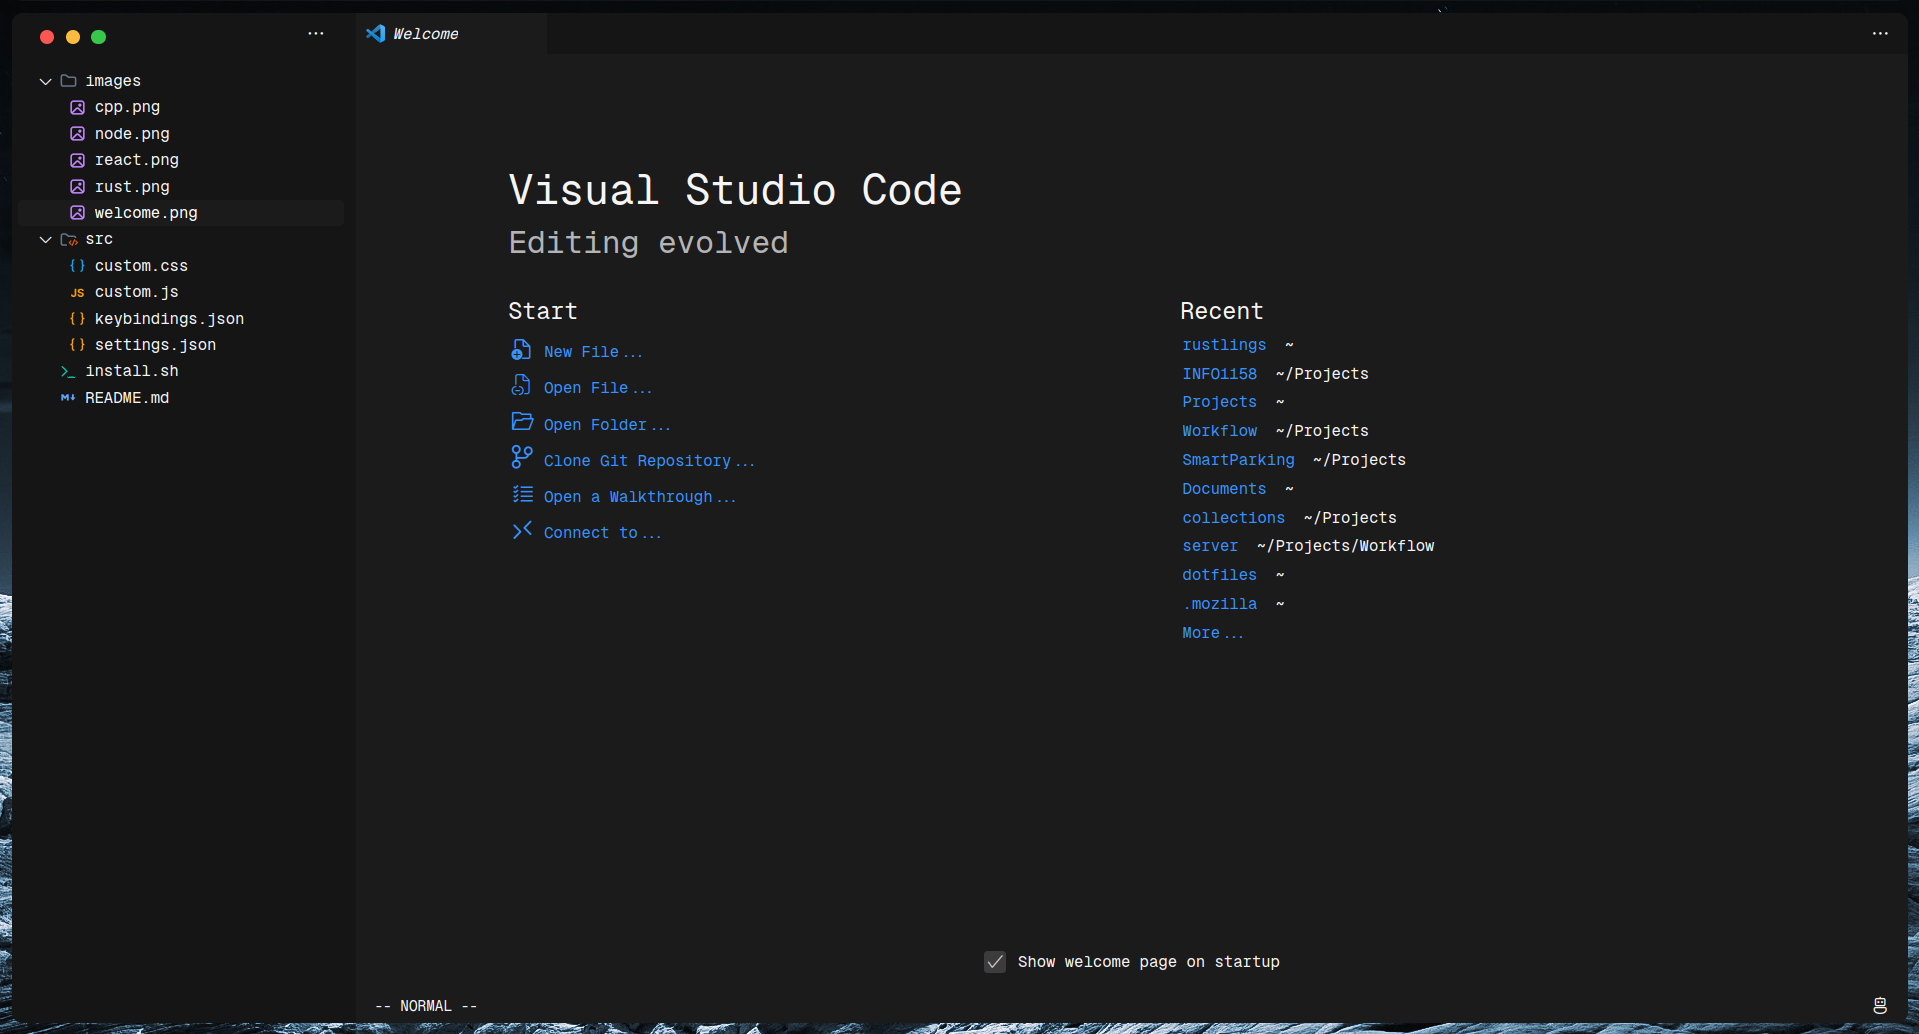 Welcome
images
cpp.png
node.png
react.png
rust.png
welcome.png
src
custom.css
JS custom.js
keybindings.json
settings.json
install.sh
README.md
Visual Studio Code
Editing evolved
Start
New File...
Open File...
Open Folder...
Clone Git Repository...
Open a Walkthrough...
Connect to...
Recent
rustlings ~
INFO1158 ~/Projects
Projects ~
Workflow ~/Projects
SmartParking ~/Projects
Documents ~
collections ~/Projects
server ~/Projects/Workflow
dotfiles ~
.mozilla ~
More...
Show welcome page on startup
-- NORMAL --